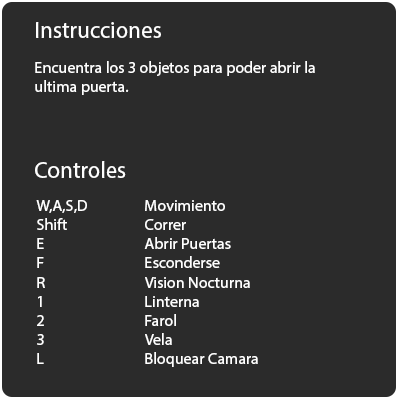 Instrucciones
Encuentra los 3 objetos para poder abrir la
ultima puerta.
Controles
W,A,S,D Movimiento
Shift Correr
E Abrir Puertas
F Esconderse
R Vision Nocturna
1 Linterna
2 Farol
3 Vela
L Bloquear Camara